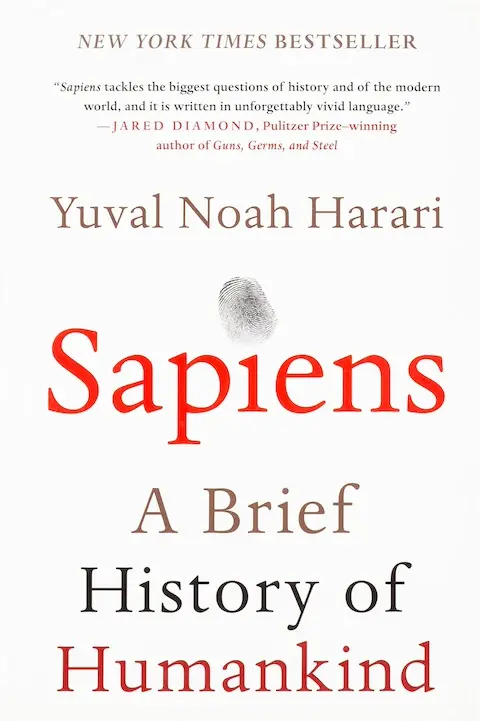 NEW YORK TIMES BESTSELLER
“Sapiens tackles the biggest questions of history and of the modern
world, and it is written in unforgettably vivid language.”
—JARED DIAMOND, Pulitzer Prize–winning
author of Guns, Germs, and Steel
Yuval Noah Harari
Sapiens
A Brief
History of
Humankind